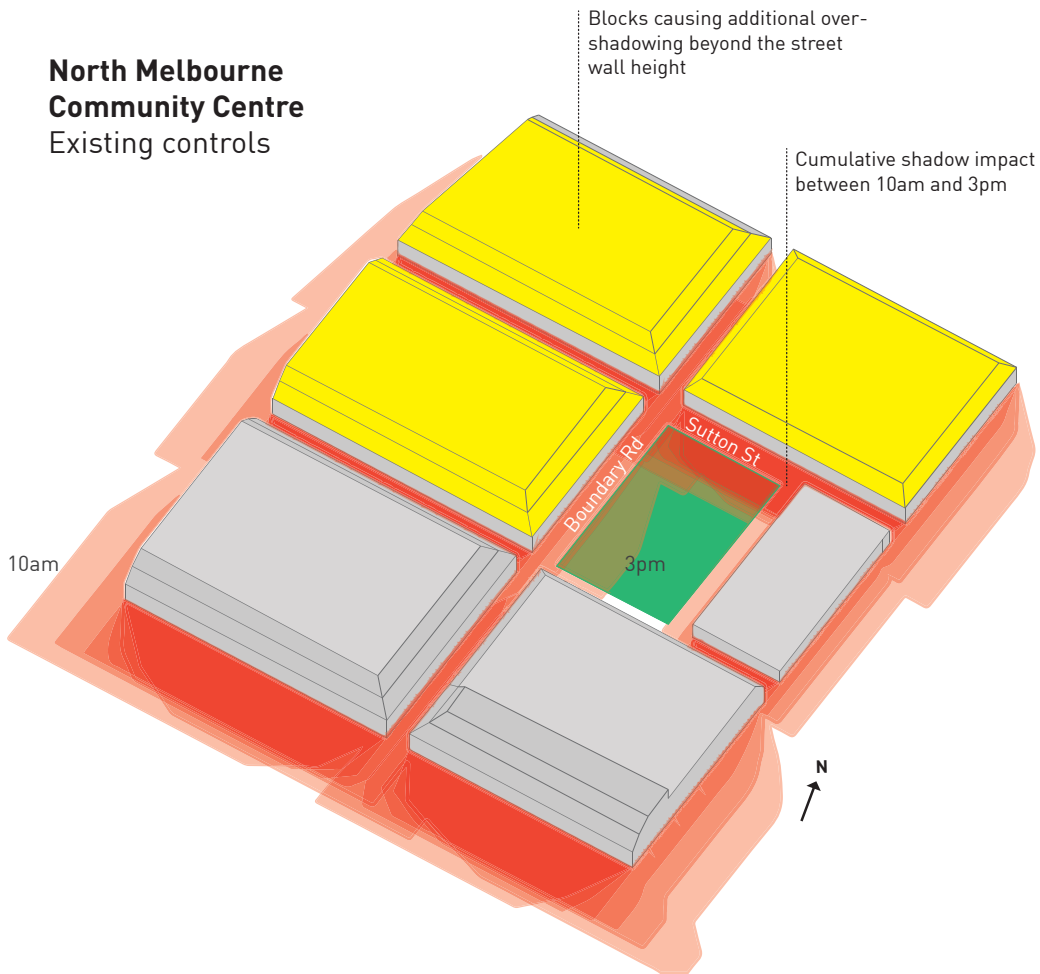 Blocks causing additional over-
shadowing beyond the street
wall height
North Melbourne
Community Centre
Existing controls
Cumulative shadow impact
between 10am and 3pm
Sutton St
Boundary Rd
10am
3pm
N